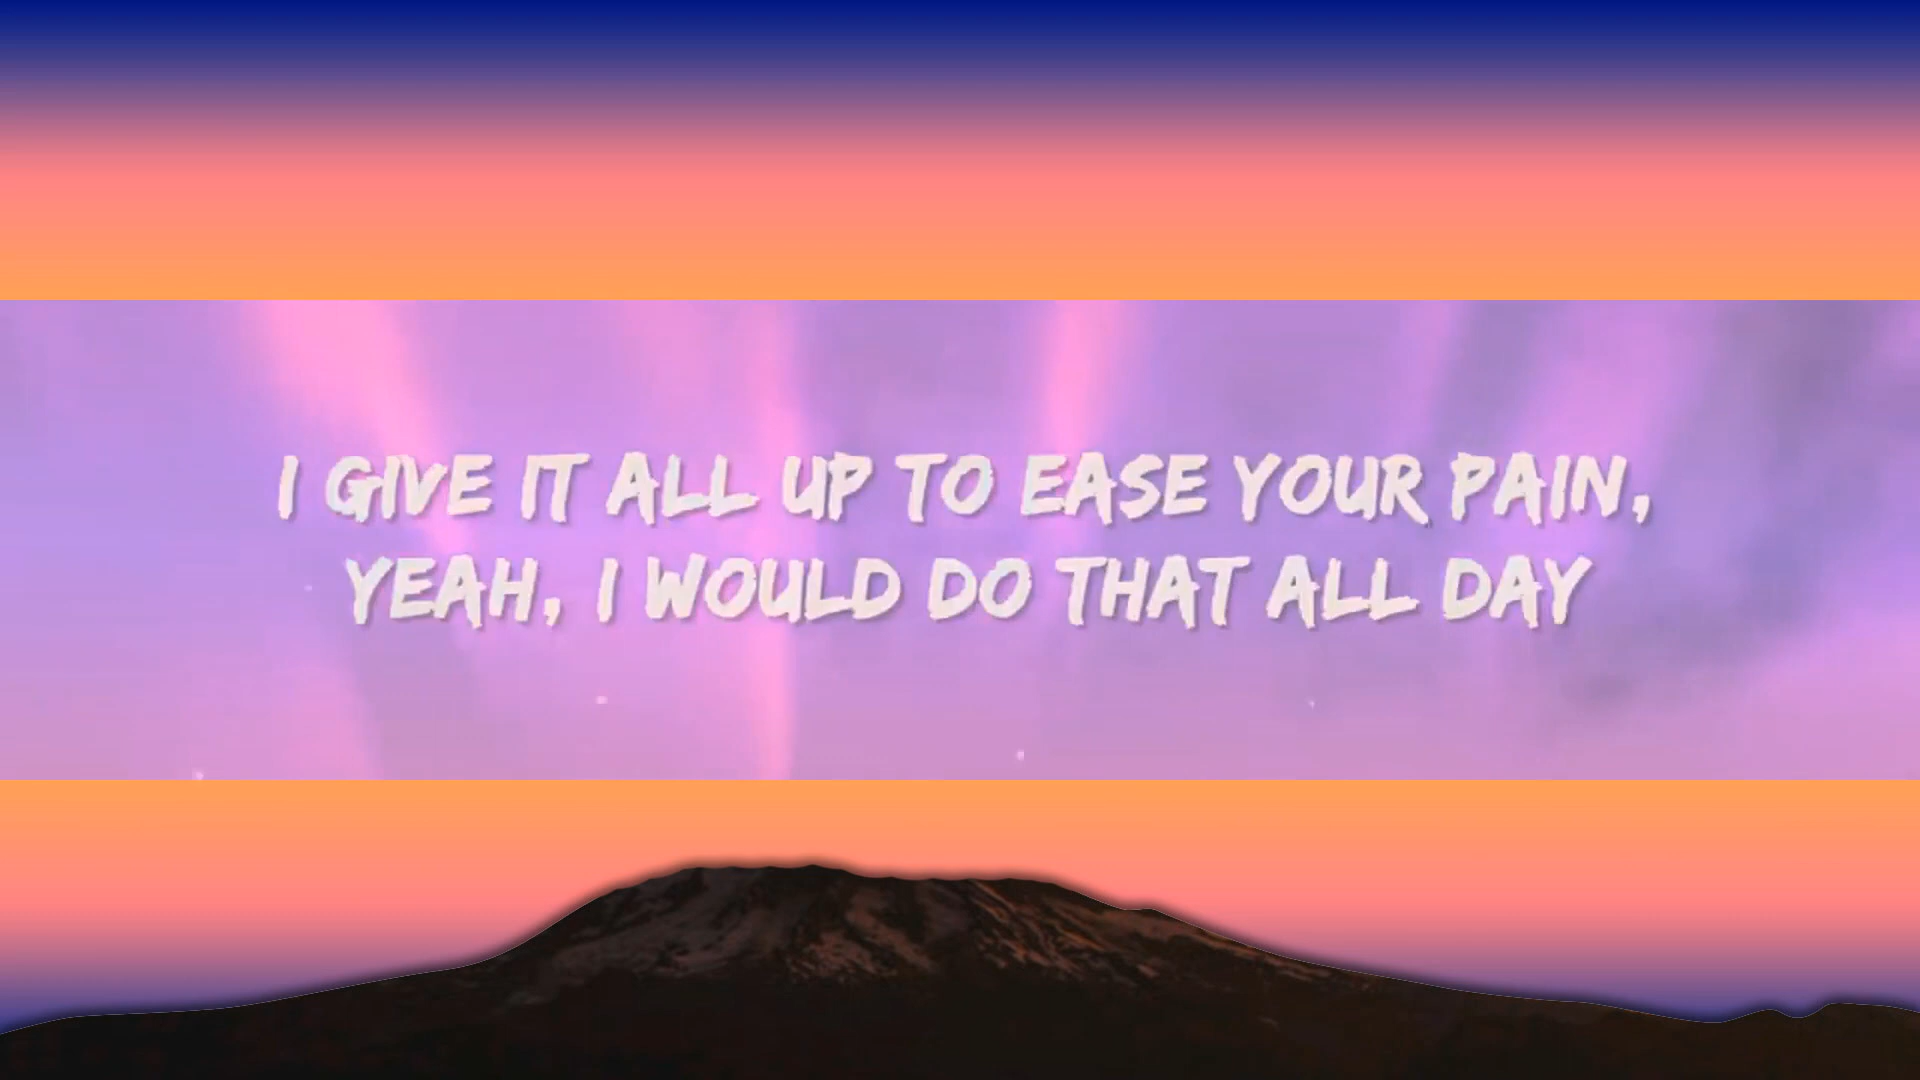 I GIVE IT ALL UP TO EASE YOUR PAIN,
YEAH, I WOULD DO THAT ALL DAY